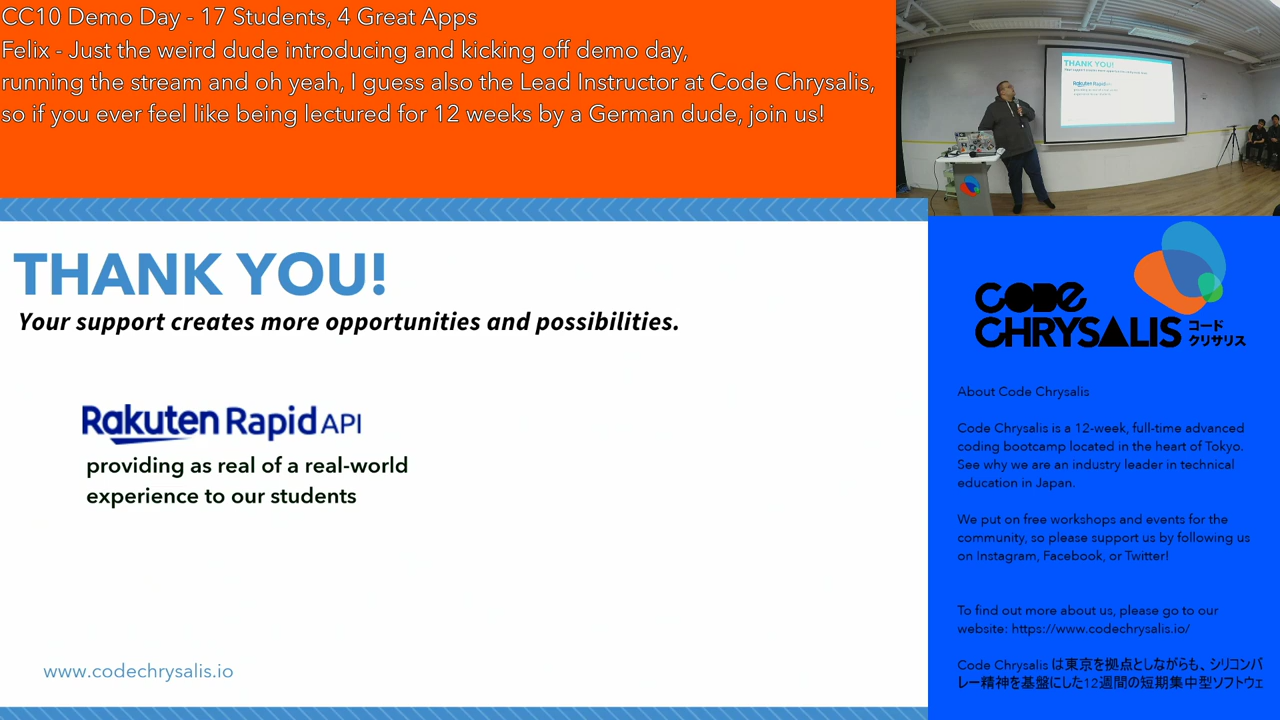 CC10 Demo Day - 17 Students, 4 Great Apps
Felix - Just the weird dude introducing and kicking off demo day,
running the stream and oh yeah, I guess also the Lead Instructor at Code Chrysalis,
so if you ever feel like being lectured for 12 weeks by a German dude, join us!
THANK YOU!
THANK YOU!
Your support creates more opportunities and possibilities.
Rakuten Rapid API
providing as real of a real-world
experience to our students
www.codechrysalis.io
CODE
CHRYSALIS
コード
クリサリス
About Code Chrysalis
Code Chrysalis is a 12-week, full-time advanced
coding bootcamp located in the heart of Tokyo.
See why we are an industry leader in technical
education in Japan.
We put on free workshops and events for the
community, so please support us by following us
on Instagram, Facebook, or Twitter!
To find out more about us, please go to our
website: https://www.codechrysalis.io/
Code Chrysalis は東京を拠点としながらも、シリコンバ
レー精神を基盤にした12週間の短期集中型ソフトウェ